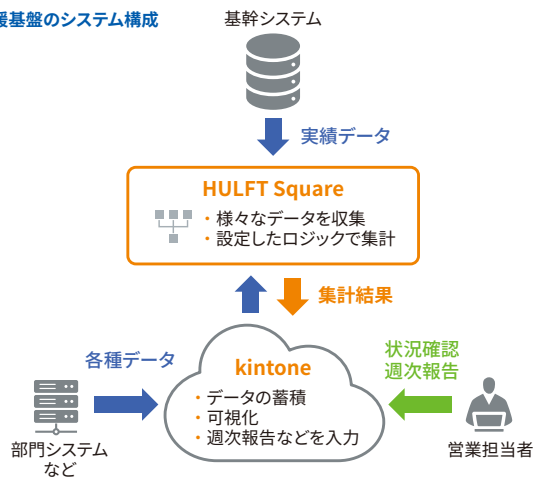 援基盤のシステム構成
基幹システム
実績データ
HULFT Square
・様々なデータを収集
・設定したロジックで集計
集計結果
各種データ
kintone
・データの蓄積
・可視化
・週次報告などを入力
状況確認
週次報告
部門システム
など
営業担当者